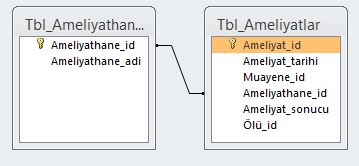 Tbl_Ameliyathan...
Ameliyathane_id
Ameliyathane_adi
Tbl_Ameliyatlar
Ameliyat_id
Ameliyat_tarihi
Muayene_id
Ameliyathane_id
Ameliyat_sonucu
Ölü_id